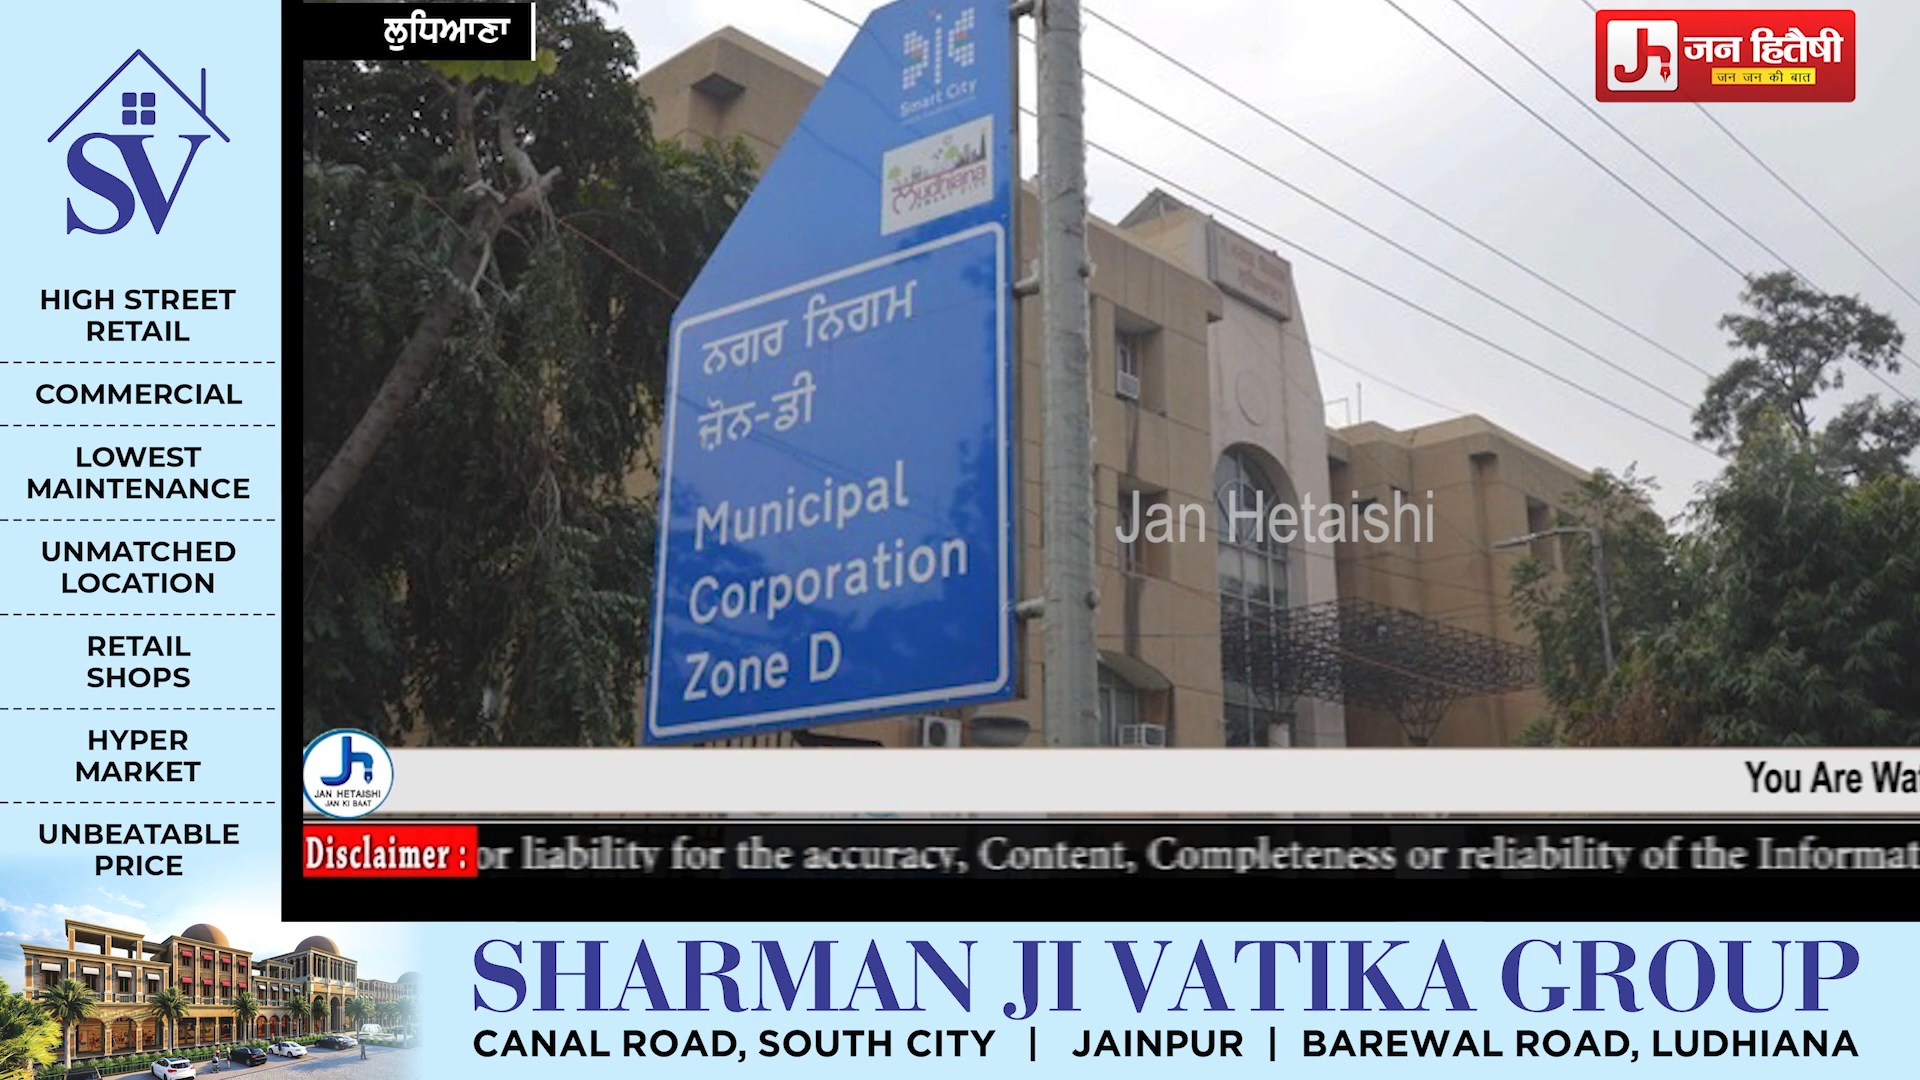 ਲੁਧਿਆਣਾ
जन हितैषी
जन जन की बात
Smart City
Ludhiana
SMART CITY
ਨਗਰ ਨਿਗਮ
ਜ਼ੋਨ-ਡੀ
Municipal
Corporation
Zone D
Jan Hetaishi
JAN HETAISHI
JAN KI BAAT
You Are Wat
Disclaimer : or liability for the accuracy, Content, Completeness or reliability of the Informat
SV
HIGH STREET
RETAIL
COMMERCIAL
LOWEST
MAINTENANCE
UNMATCHED
LOCATION
RETAIL
SHOPS
HYPER
MARKET
UNBEATABLE
PRICE
SHARMAN JI VATIKA GROUP
CANAL ROAD, SOUTH CITY | JAINPUR | BAREWAL ROAD, LUDHIANA